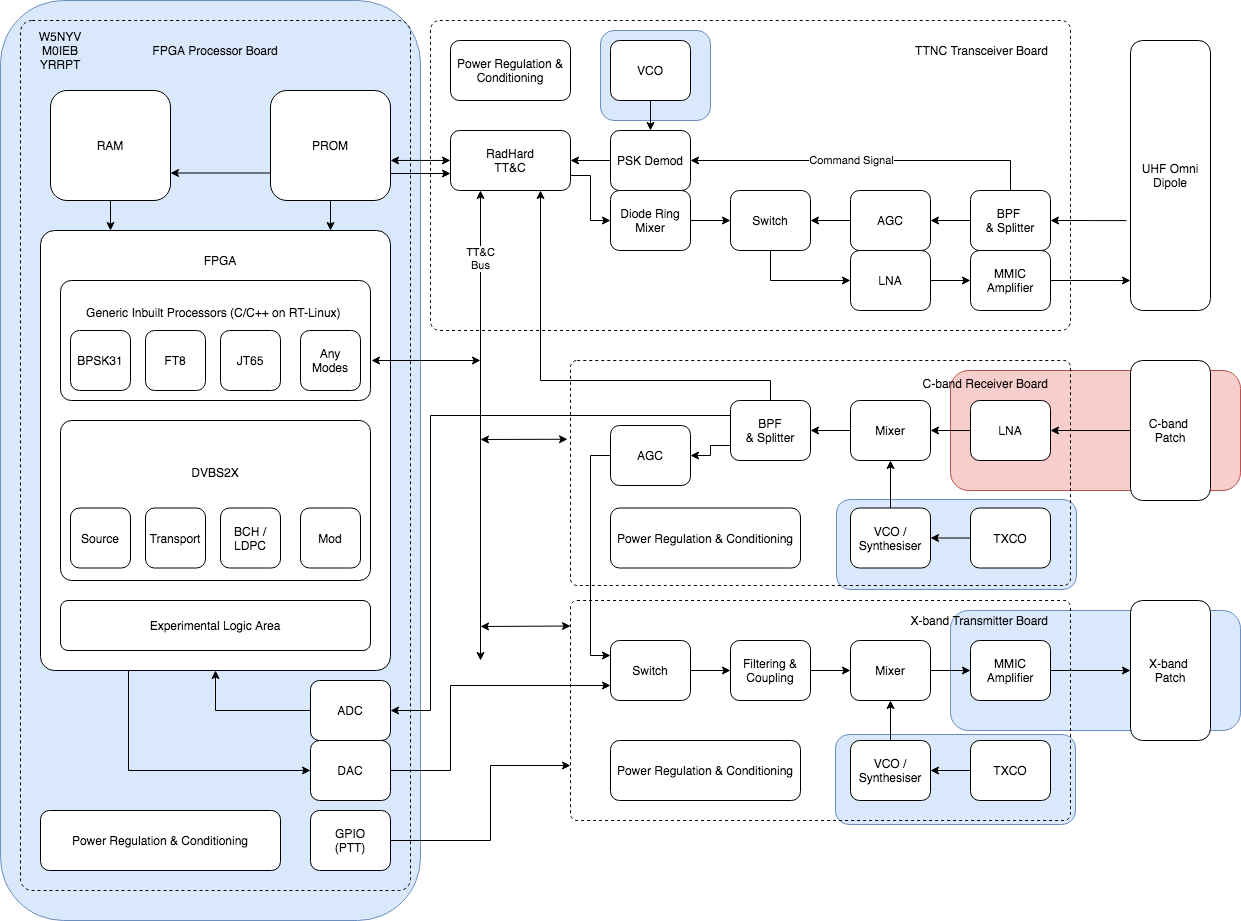 W5NYV
M0IEB
YRRPT
FPGA Processor Board
RAM
PROM
FPGA
Generic Inbuilt Processors (C/C++ on RT-Linux)
BPSK31
FT8
JT65
Any
Modes
DVBS2X
Source
Transport
BCH /
LDPC
Mod
Experimental Logic Area
ADC
DAC
Power Regulation & Conditioning
GPIO
(PTT)
TTNC Transceiver Board
Power Regulation &
Conditioning
VCO
RadHard
TT&C
PSK Demod
Command Signal
Diode Ring
Mixer
Switch
AGC
BPF
& Splitter
LNA
MMIC
Amplifier
UHF Omni
Dipole
TT&C
Bus
C-band Receiver Board
BPF
& Splitter
Mixer
LNA
C-band
Patch
AGC
Power Regulation & Conditioning
VCO /
Synthesiser
TXCO
X-band Transmitter Board
Switch
Filtering &
Coupling
Mixer
MMIC
Amplifier
X-band
Patch
Power Regulation & Conditioning
VCO /
Synthesiser
TXCO